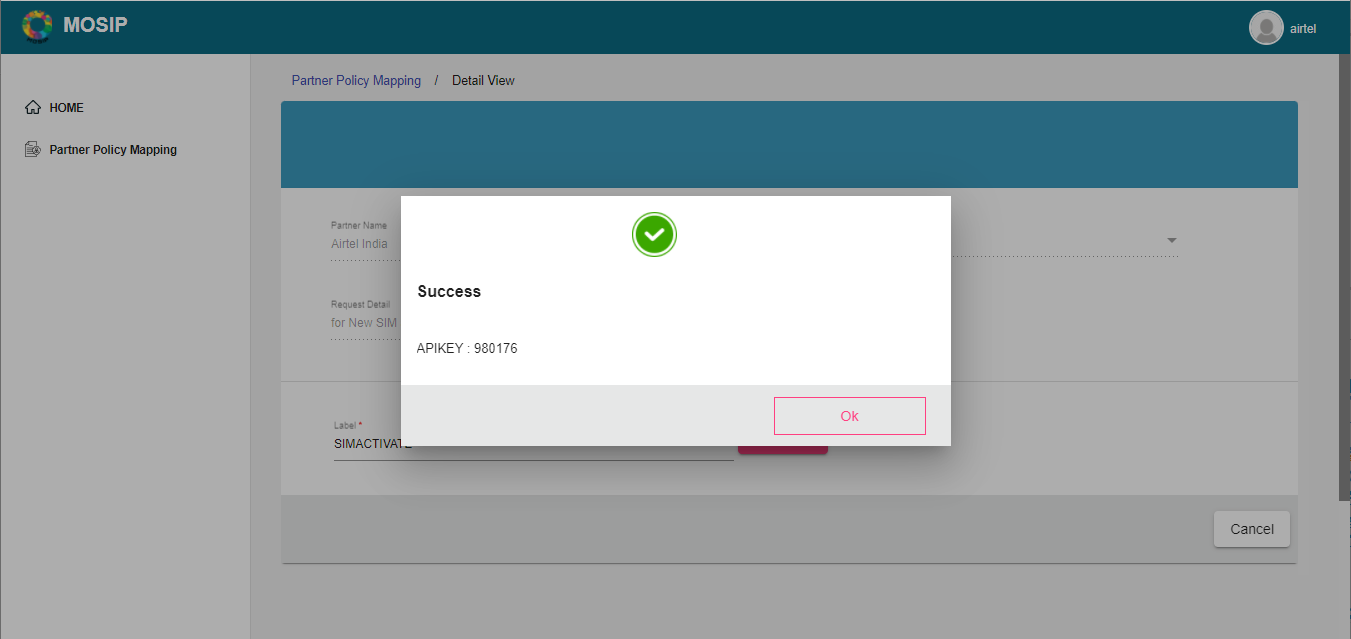 MOSIP
airtel
Partner Policy Mapping / Detail View
HOME
Partner Policy Mapping
Partner Name
Airtel India
Request Detail
for New SIM
Success
APIKEY : 980176
Ok
Label *
SIMACTIVATE
Cancel